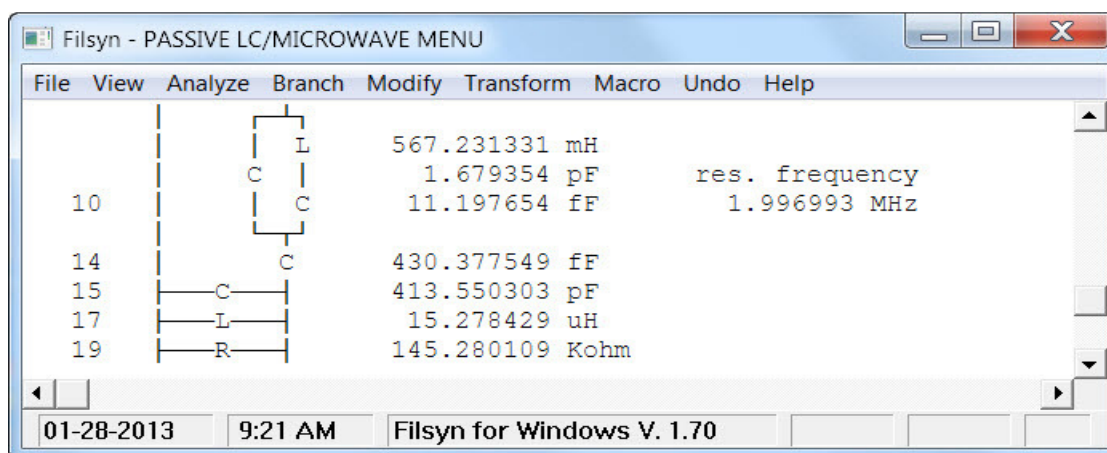 Filsyn - PASSIVE LC/MICROWAVE MENU
File View Analyze Branch Modify Transform Macro Undo Help
L 567.231331 mH
C 1.679354 pF res. frequency
10 C 11.197654 fF 1.996993 MHz
14 C 430.377549 fF
15 C 413.550303 pF
17 L 15.278429 uH
19 R 145.280109 Kohm
01-28-2013 9:21 AM Filsyn for Windows V. 1.70